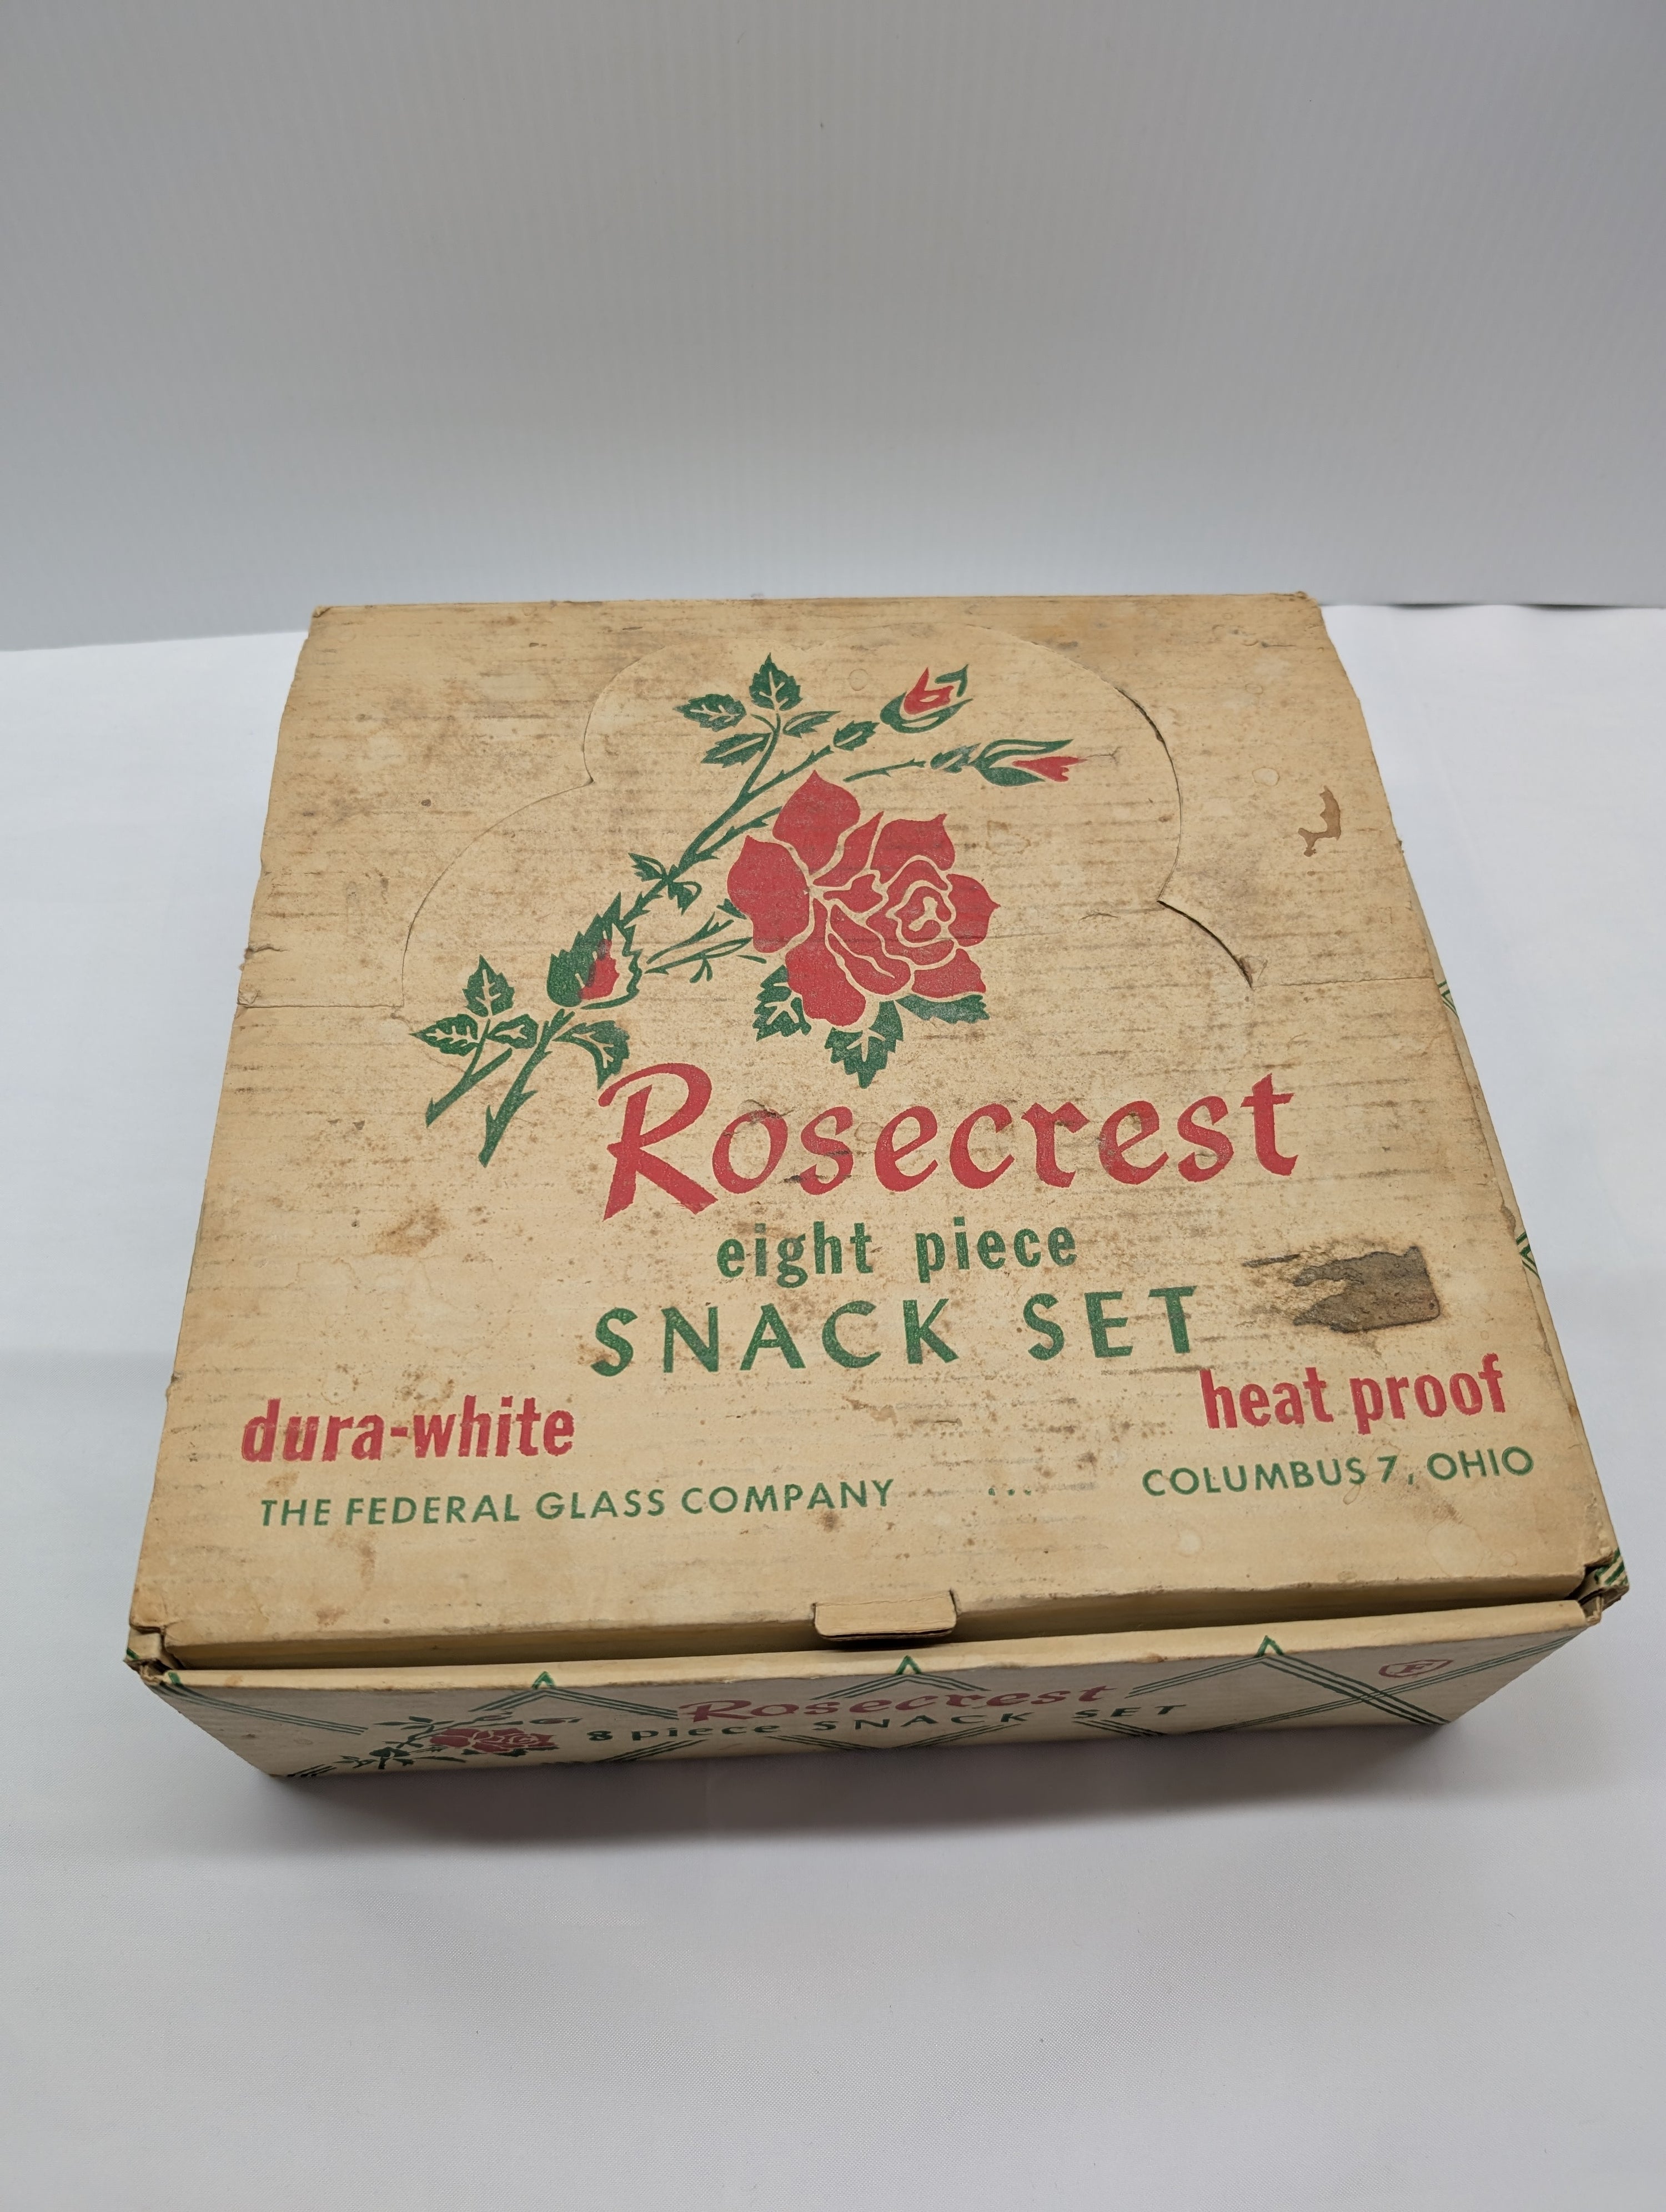 Rosecrest
eight piece
SNACK SET
dura-white
heat proof
THE FEDERAL GLASS COMPANY ... COLUMBUS 7, OHIO
Rosecrest
8 piece SNACK SET
F